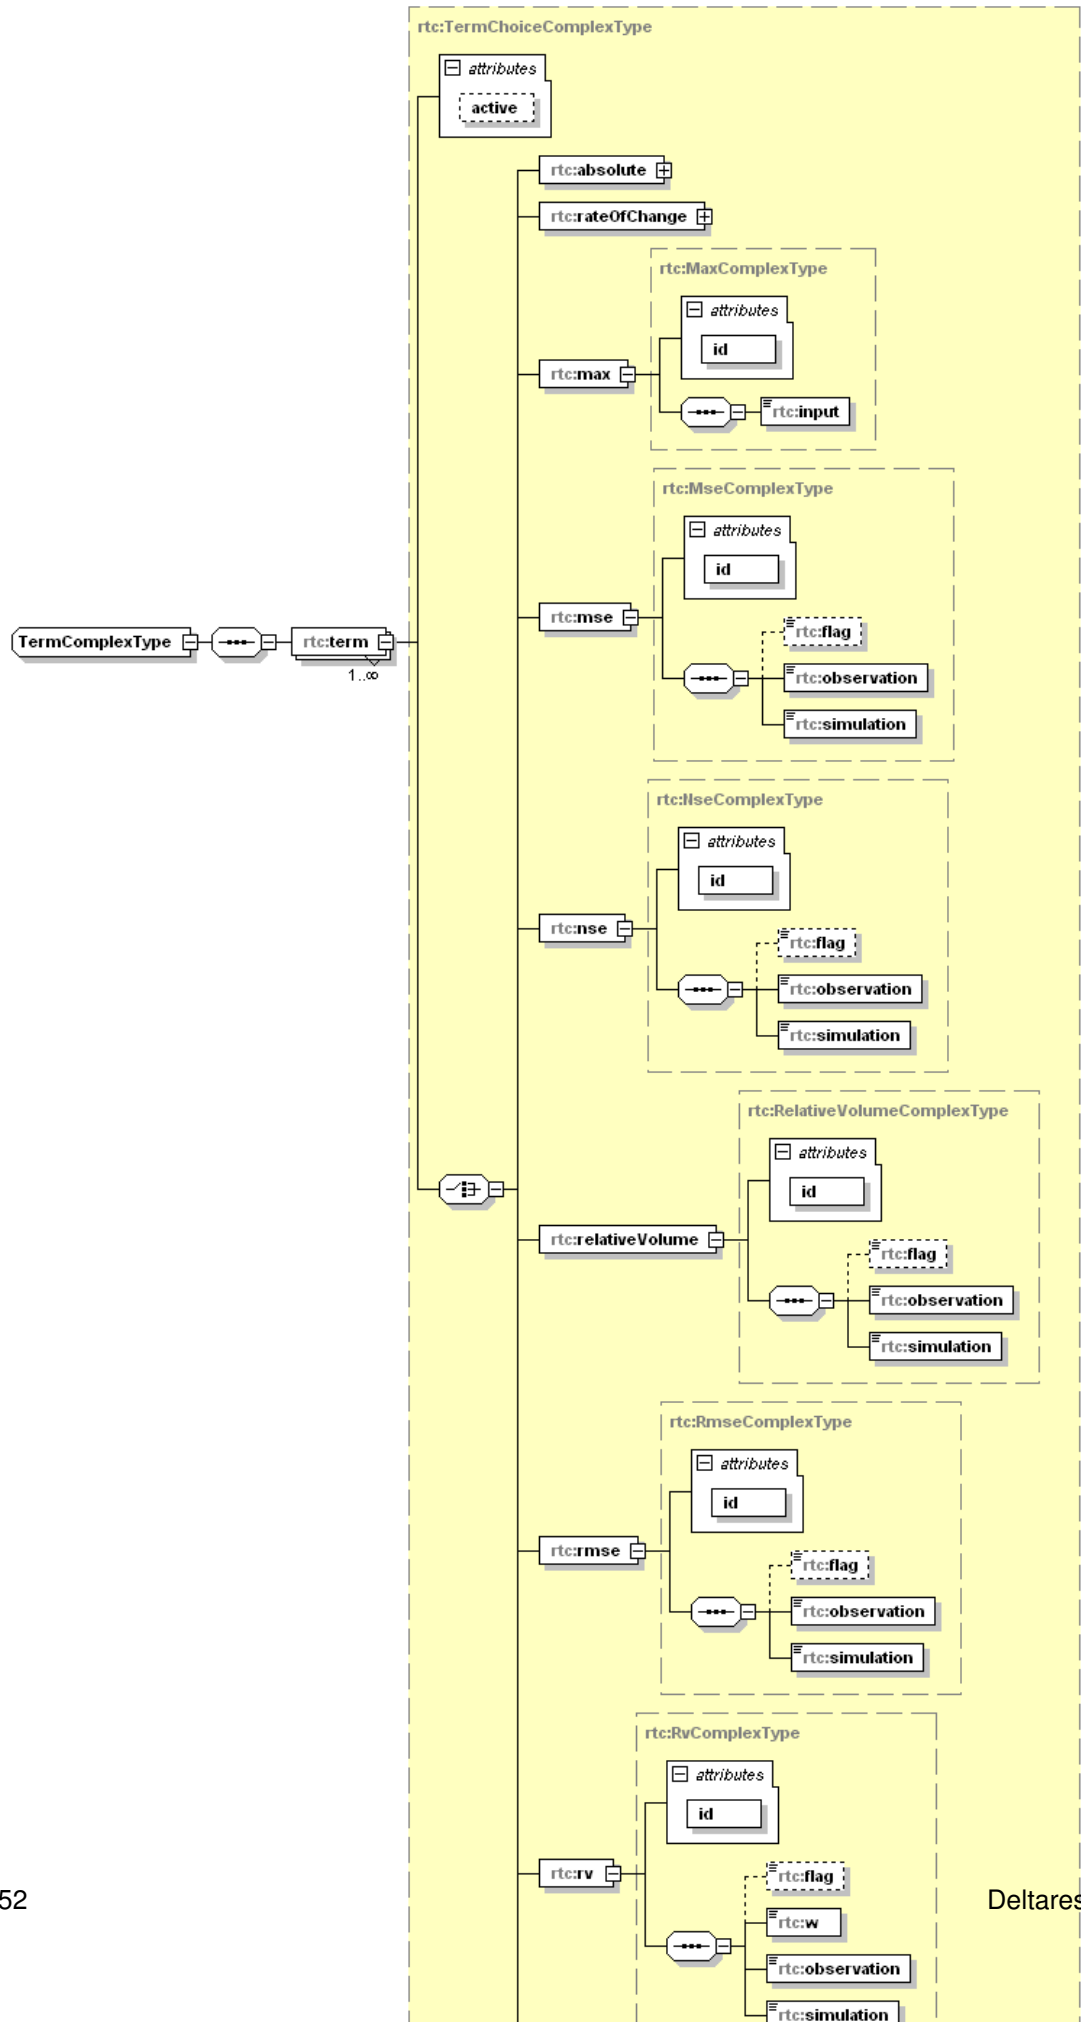 rtc:TermChoiceComplexType
attributes
active
rtc:absolute
rtc:rateOfChange
rtc:MaxComplexType
attributes
id
rtc:max
rtc:input
rtc:MseComplexType
attributes
id
rtc:mse
rtc:flag
TermComplexType
rtc:term
1..∞
rtc:observation
rtc:simulation
rtc:NseComplexType
attributes
id
rtc:nse
rtc:flag
rtc:observation
rtc:simulation
rtc:RelativeVolumeComplexType
attributes
id
rtc:relativeVolume
rtc:flag
rtc:observation
rtc:simulation
rtc:RmseComplexType
attributes
id
rtc:rmse
rtc:flag
rtc:observation
rtc:simulation
rtc:RvComplexType
attributes
id
rtc:rv
rtc:flag
52
Deltares
rtc:w
rtc:observation
rtc:simulation